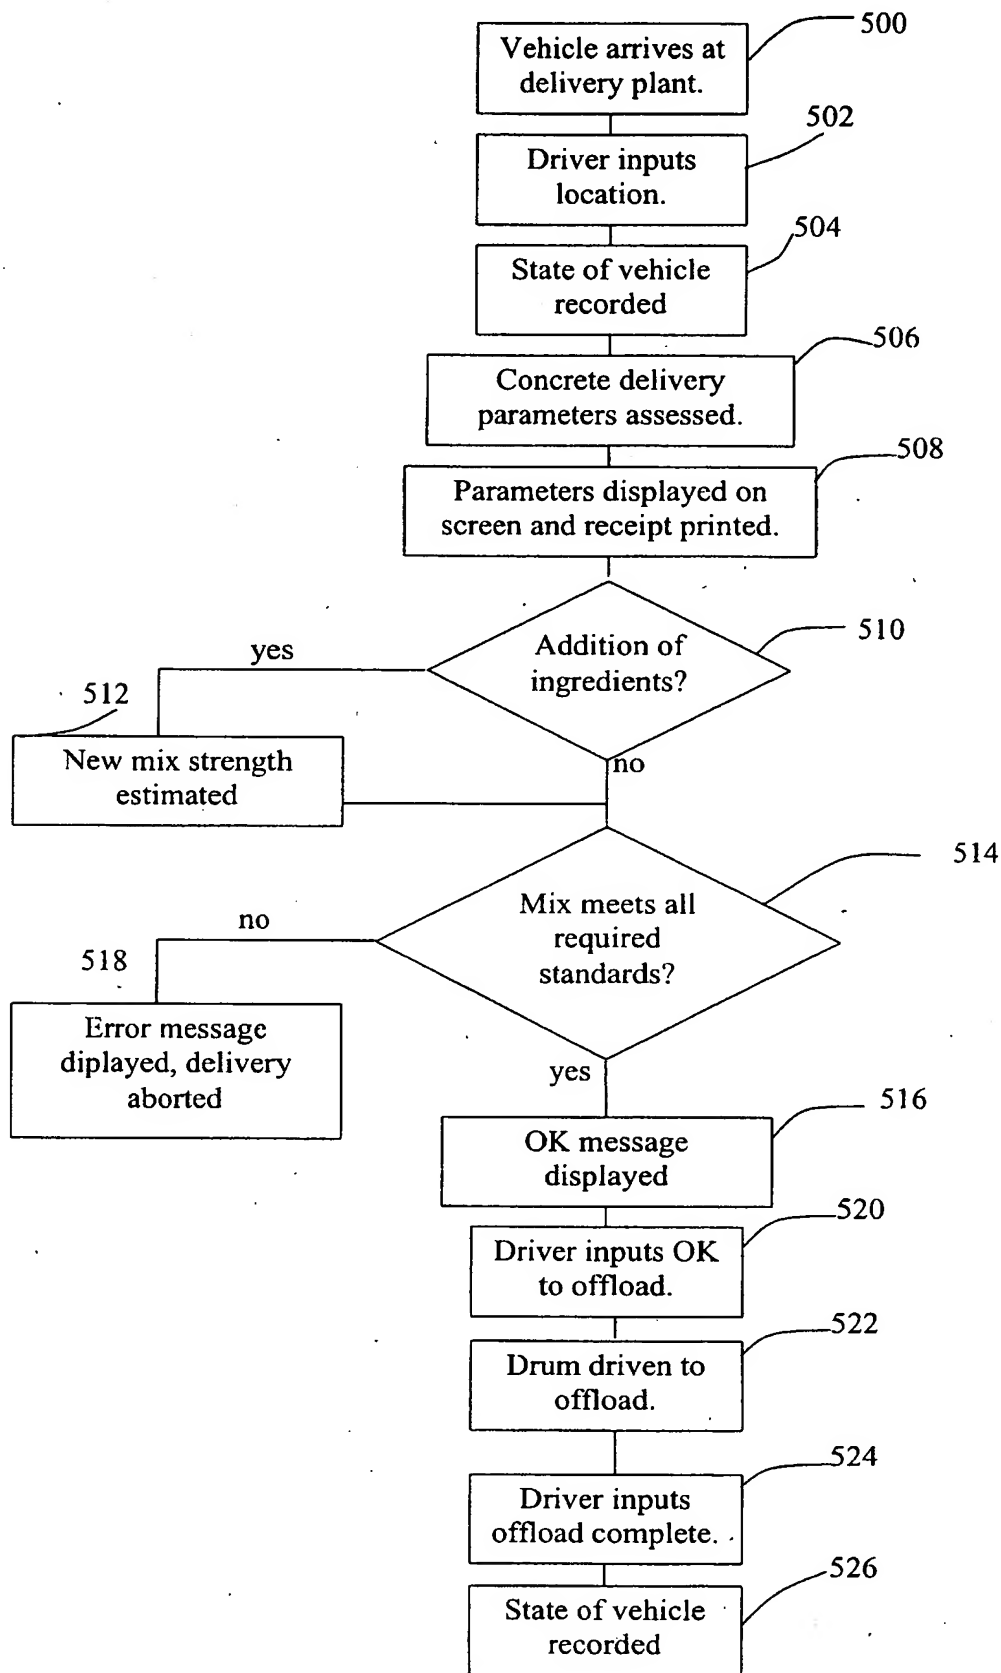 500
Vehicle arrives at
delivery plant.
502
Driver inputs
location.
504
State of vehicle
recorded
506
Concrete delivery
parameters assessed.
508
Parameters displayed on
screen and receipt printed.
510
Addition of
ingredients?
yes
512
New mix strength
estimated
no
514
Mix meets all
required
standards?
no
518
Error message
diplayed, delivery
aborted
yes
516
OK message
displayed
520
Driver inputs OK
to offload.
522
Drum driven to
offload.
524
Driver inputs
offload complete.
526
State of vehicle
recorded